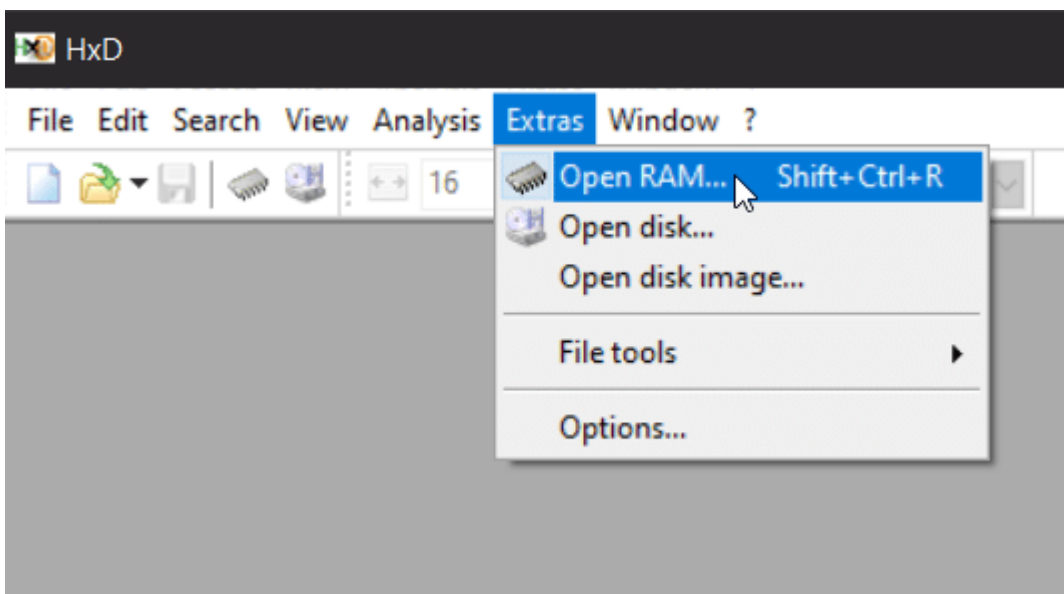 HxD
File Edit Search View Analysis Extras Window ?
16
Open RAM... Shift+Ctrl+R
Open disk...
Open disk image...
File tools
Options...